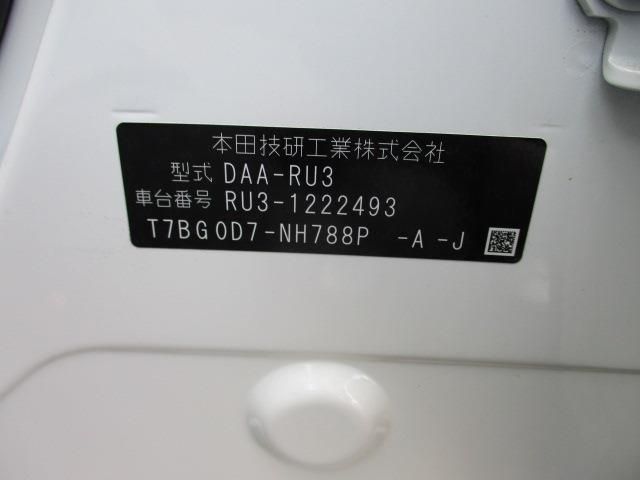 本田技研工業株式会社
型式 DAA-RU3
車台番号 RU3-1222493
T7BG0D7-NH788P -A -J